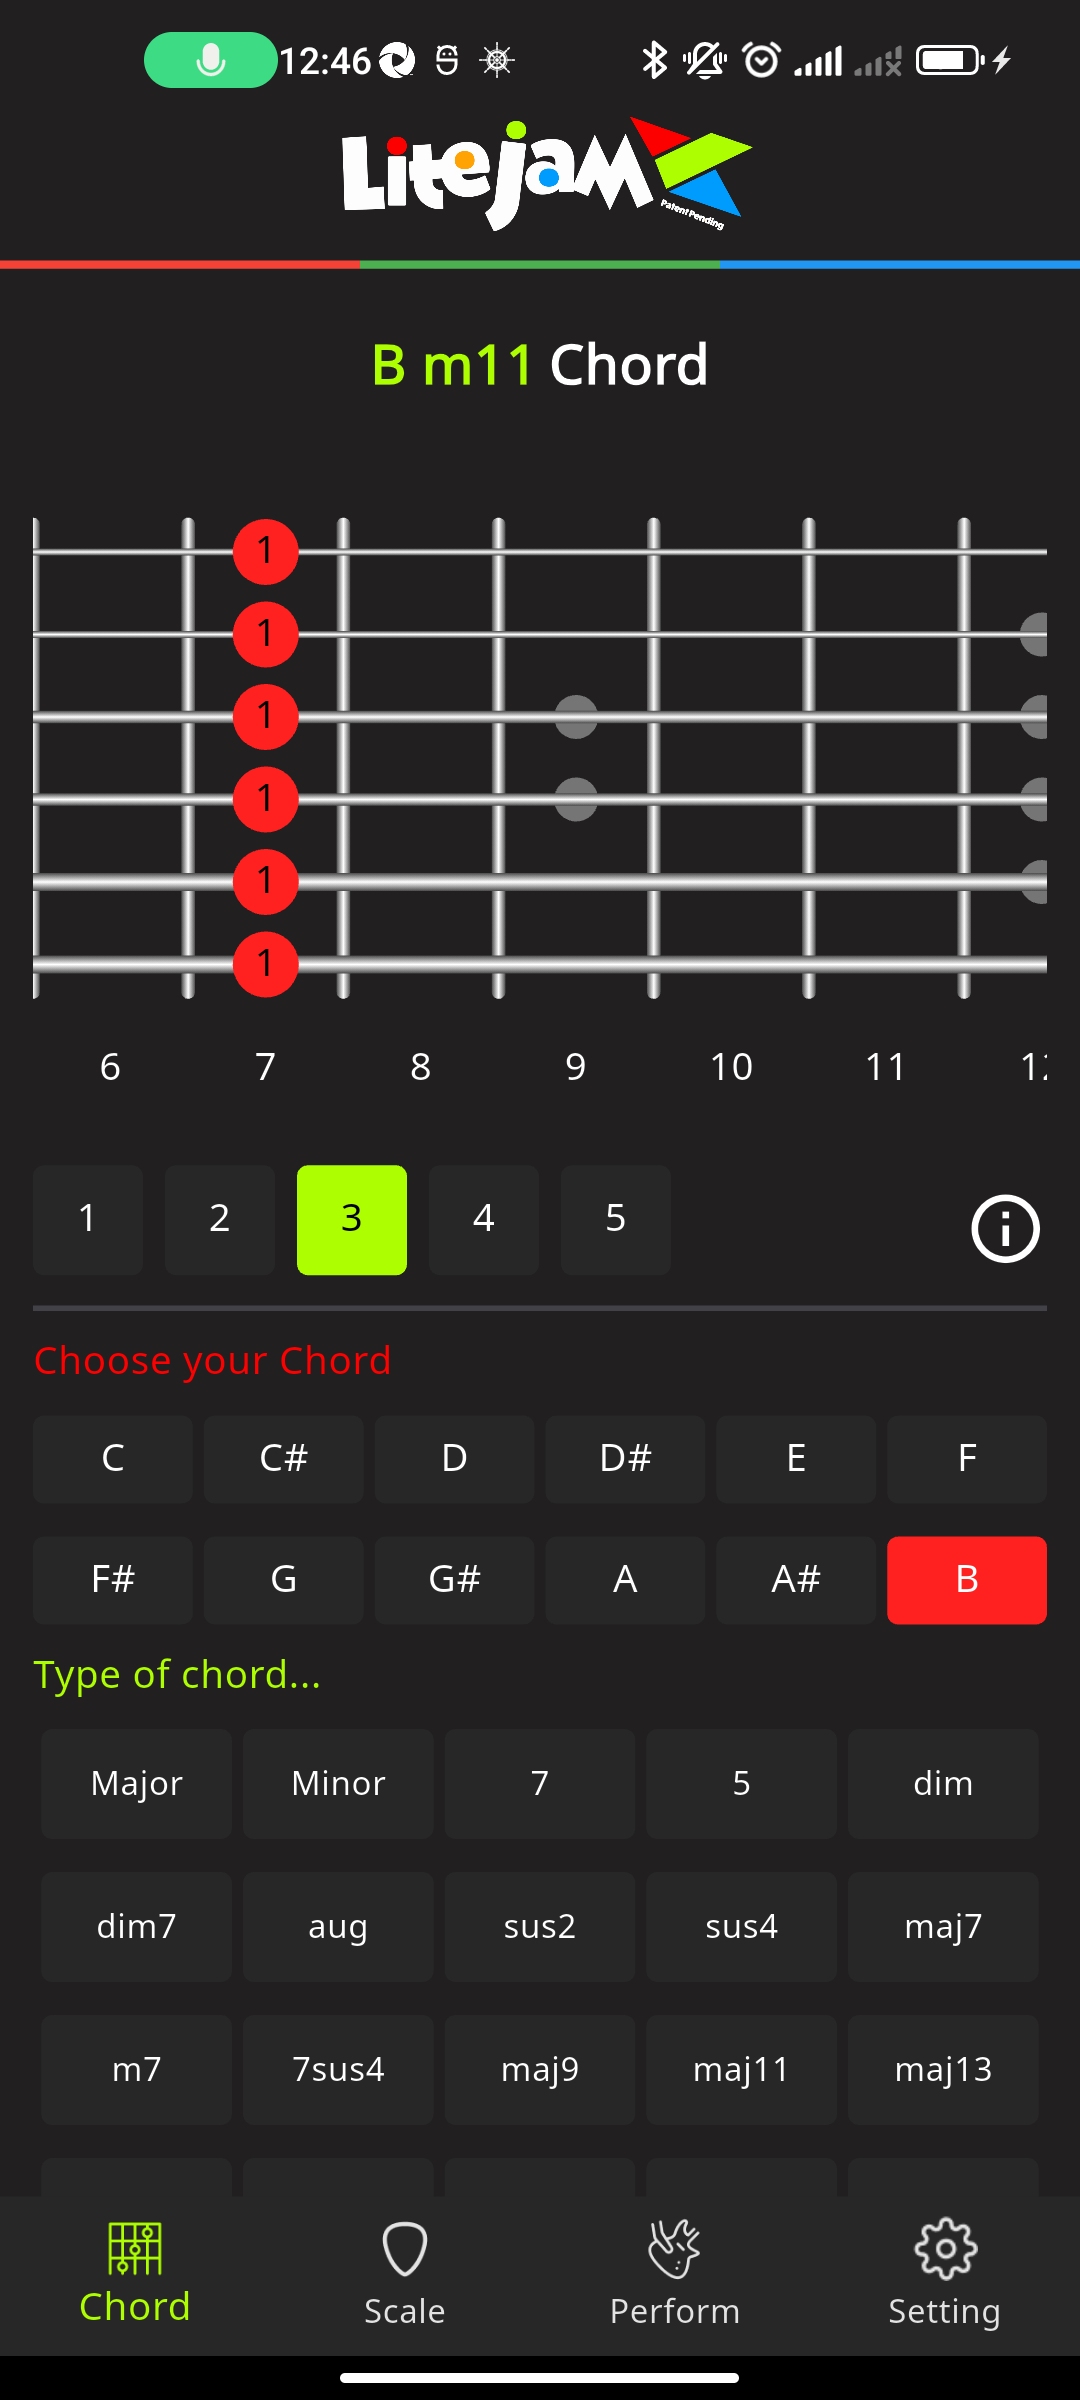 12:46
LiteJam
Patent Pending
B m11 Chord
1
1
1
1
1
1
6 7 8 9 10 11
1 2 3 4 5
Choose your Chord
C C# D D# E F
F# G G# A A# B
Type of chord...
Major Minor 7 5 dim
dim7 aug sus2 sus4 maj7
m7 7sus4 maj9 maj11 maj13
Chord Scale Perform Setting